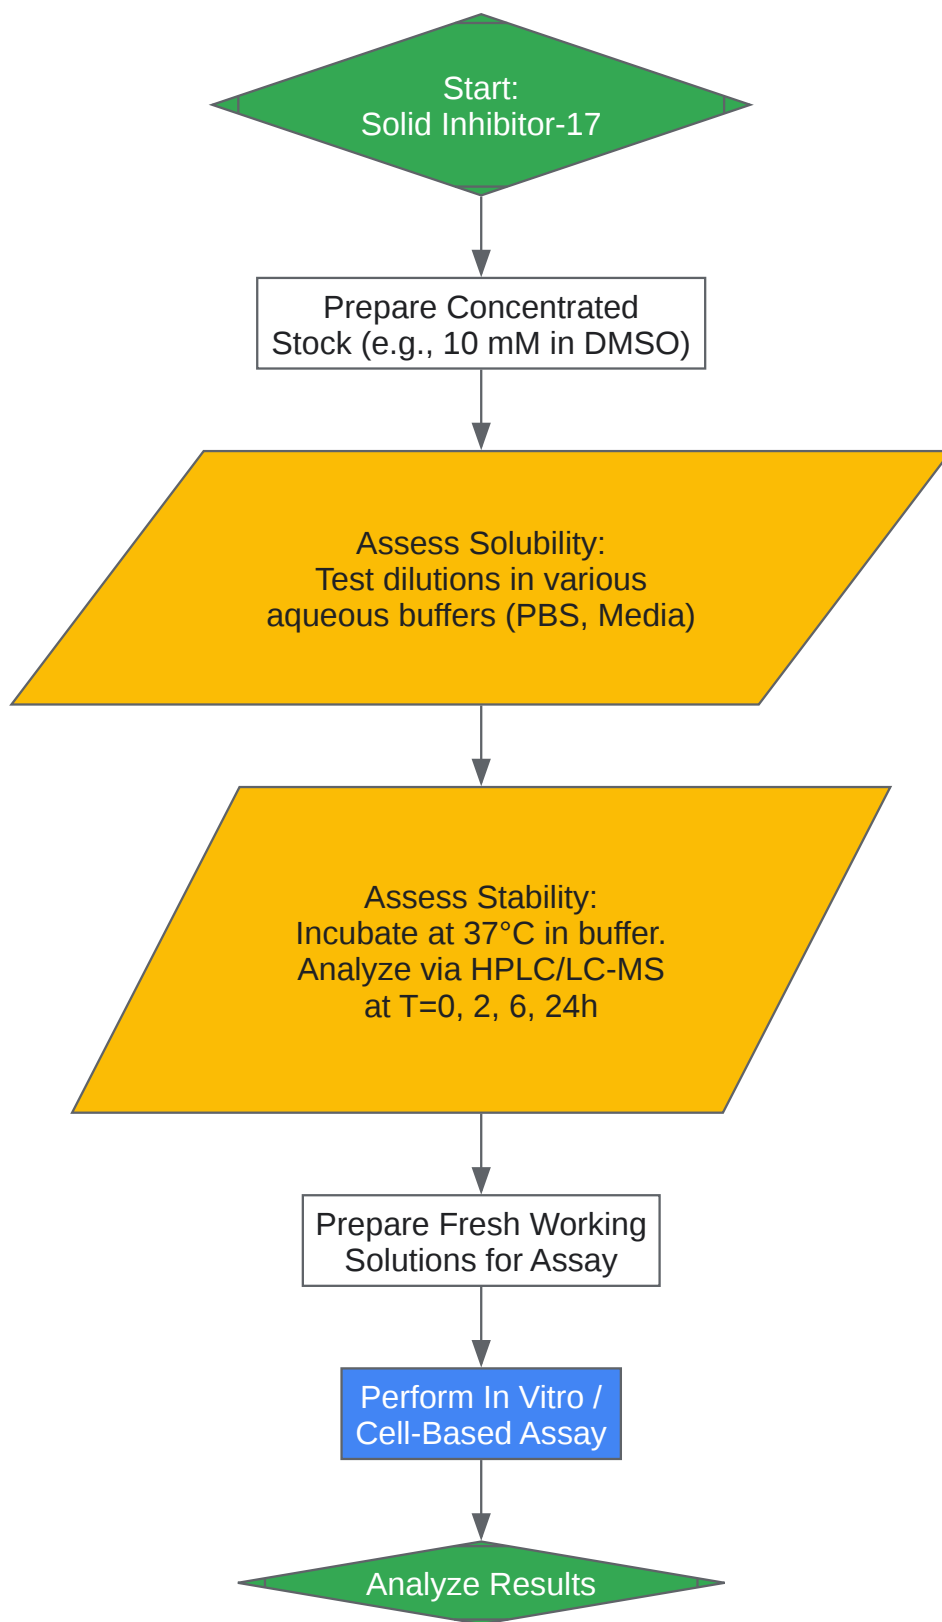 Start:
Solid Inhibitor-17
Prepare Concentrated
Stock (e.g., 10 mM in DMSO)
Assess Solubility:
Test dilutions in various
aqueous buffers (PBS, Media)
Assess Stability:
Incubate at 37°C in buffer.
Analyze via HPLC/LC-MS
at T=0, 2, 6, 24h
Prepare Fresh Working
Solutions for Assay
Perform In Vitro /
Cell-Based Assay
Analyze Results